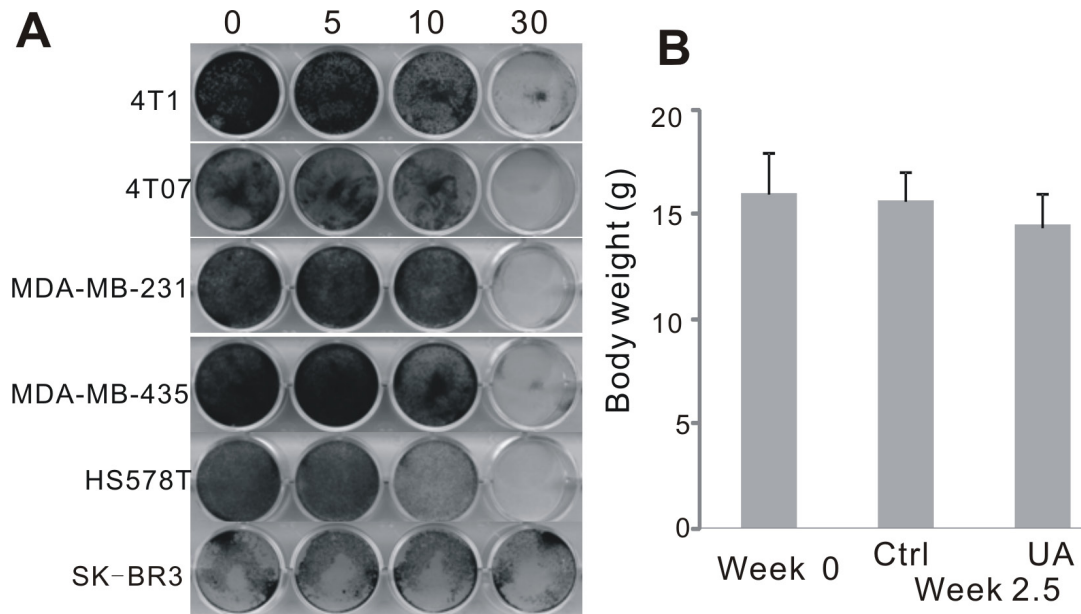 A
0 5 10 30
4T1
4T07
MDA-MB-231
MDA-MB-435
HS578T
SK-BR3
B
Body weight (g)
20
15
10
5
0
Week 0
Ctrl
UA
Week 2.5